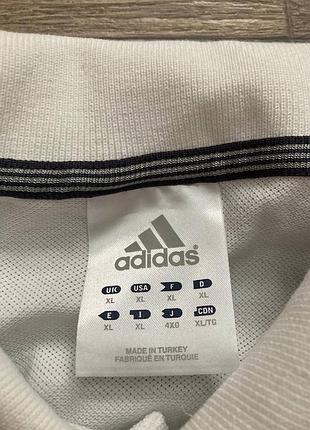 adidas®
UK USA F D
XL XL XL XL
E I J CDN
XL XL 4XO XL/TG
MADE IN TURKEY
FABRIQUÉ EN TURQUIE